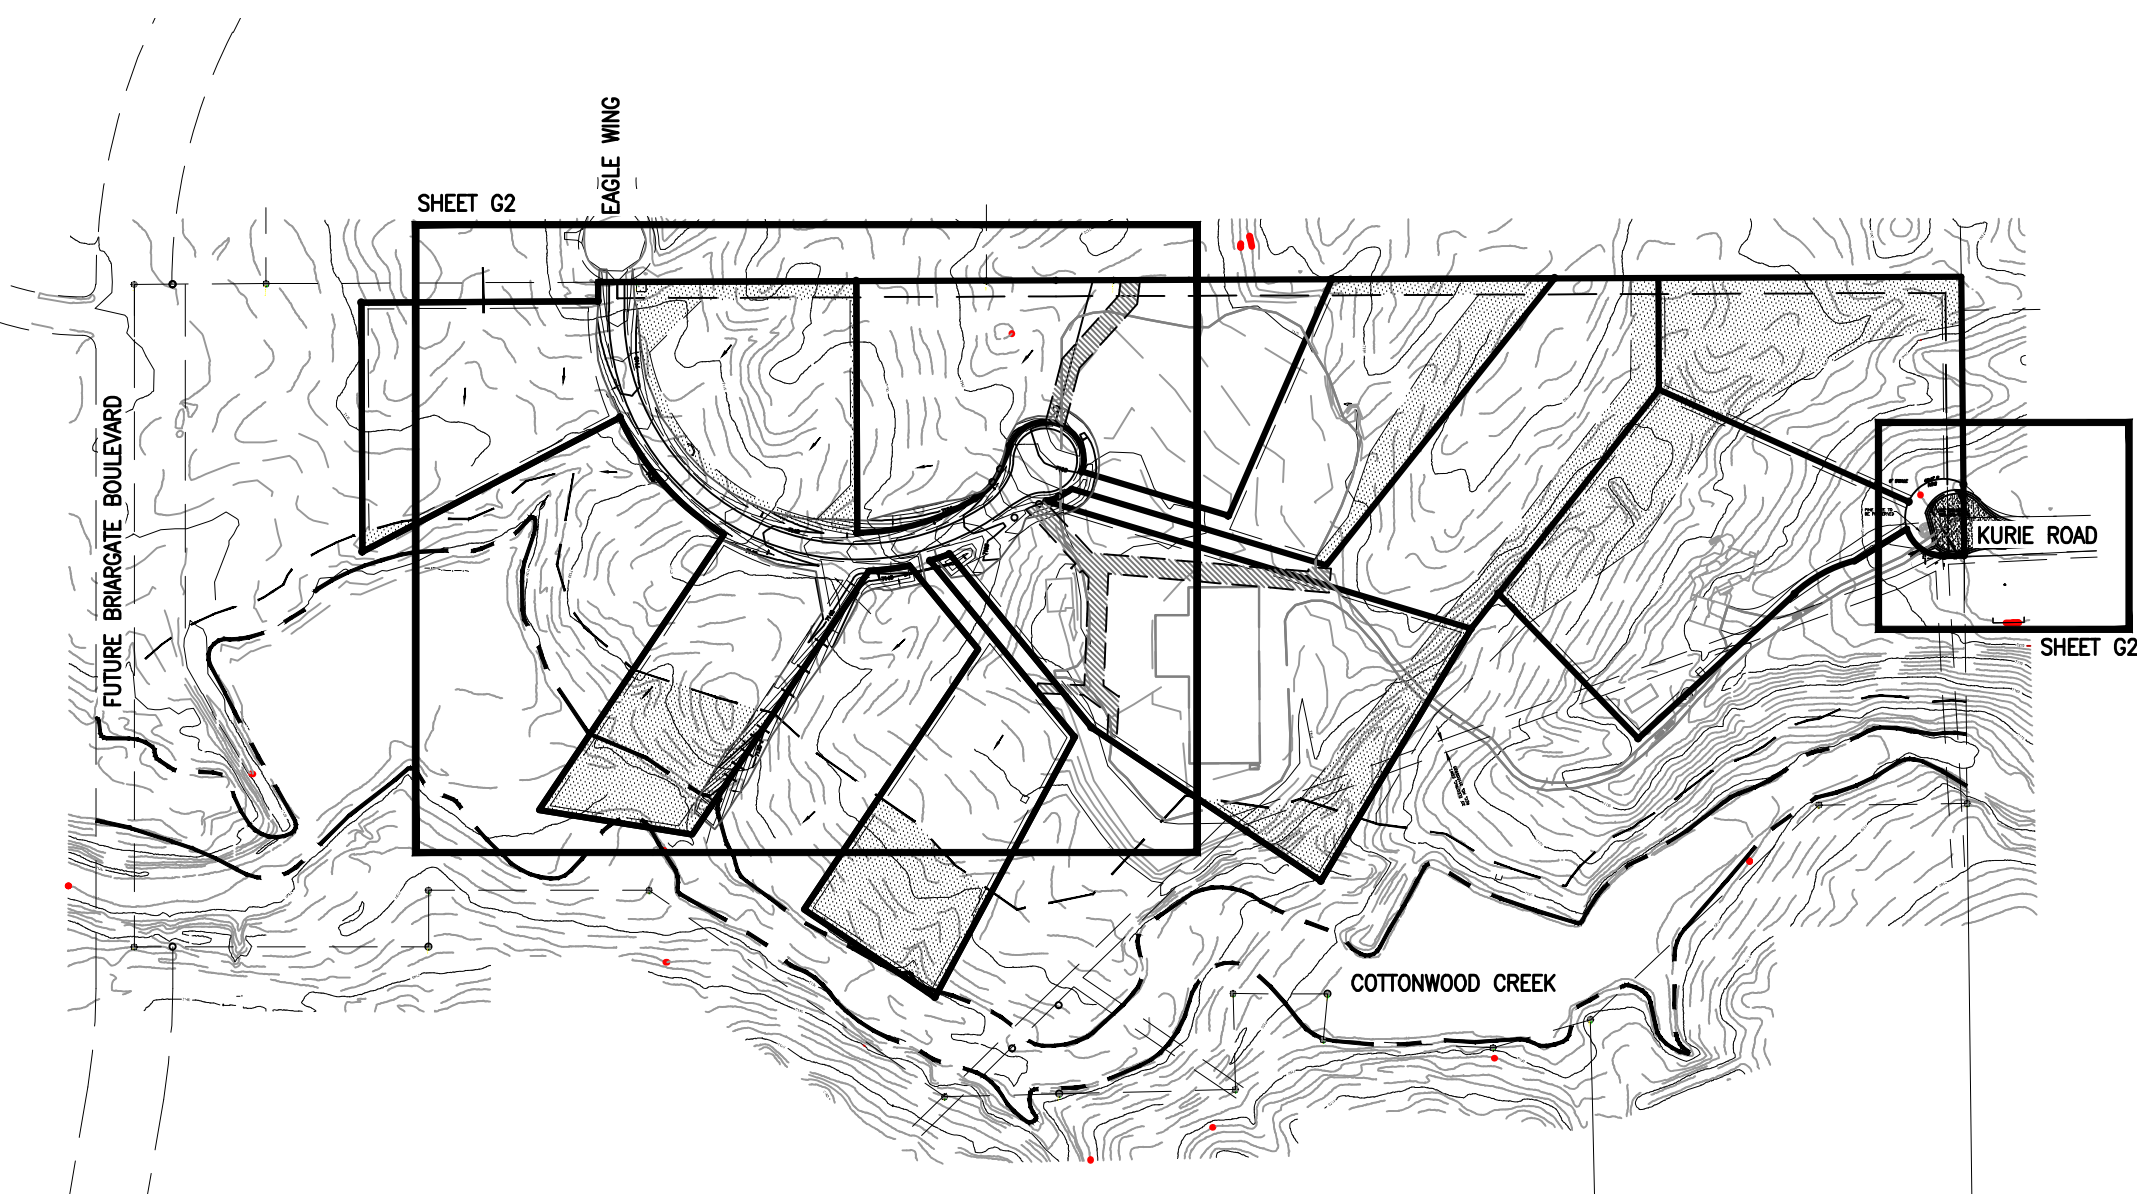 EAGLE WING
SHEET G2
FUTURE BRIARGATE BOULEVARD
KURIE ROAD
SHEET G2
COTTONWOOD CREEK